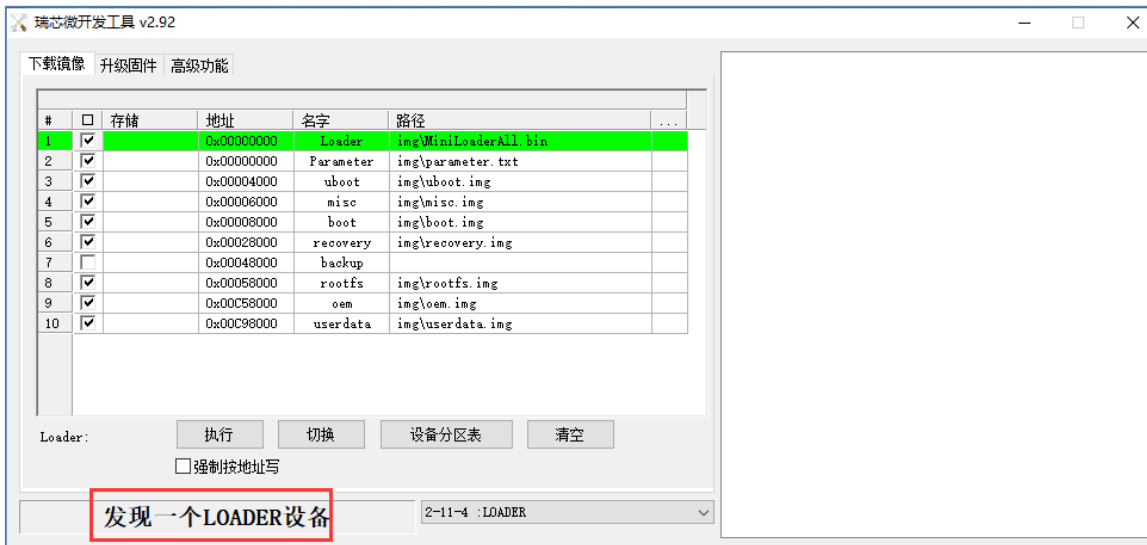 瑞芯微开发工具 v2.92
下载镜像 升级固件 高级功能
# 存储 地址 名字 路径 ...
1 0x00000000 Loader img\MiniLoaderAll.bin
2 0x00000000 Parameter img\parameter.txt
3 0x00004000 uboot img\uboot.img
4 0x00006000 misc img\misc.img
5 0x00008000 boot img\boot.img
6 0x00028000 recovery img\recovery.img
7 0x00048000 backup
8 0x00058000 rootfs img\rootfs.img
9 0x00C58000 oem img\oem.img
10 0x00C98000 userdata img\userdata.img
Loader: 执行 切换 设备分区表 清空
强制按地址写
发现一个LOADER设备 2-11-4 :LOADER